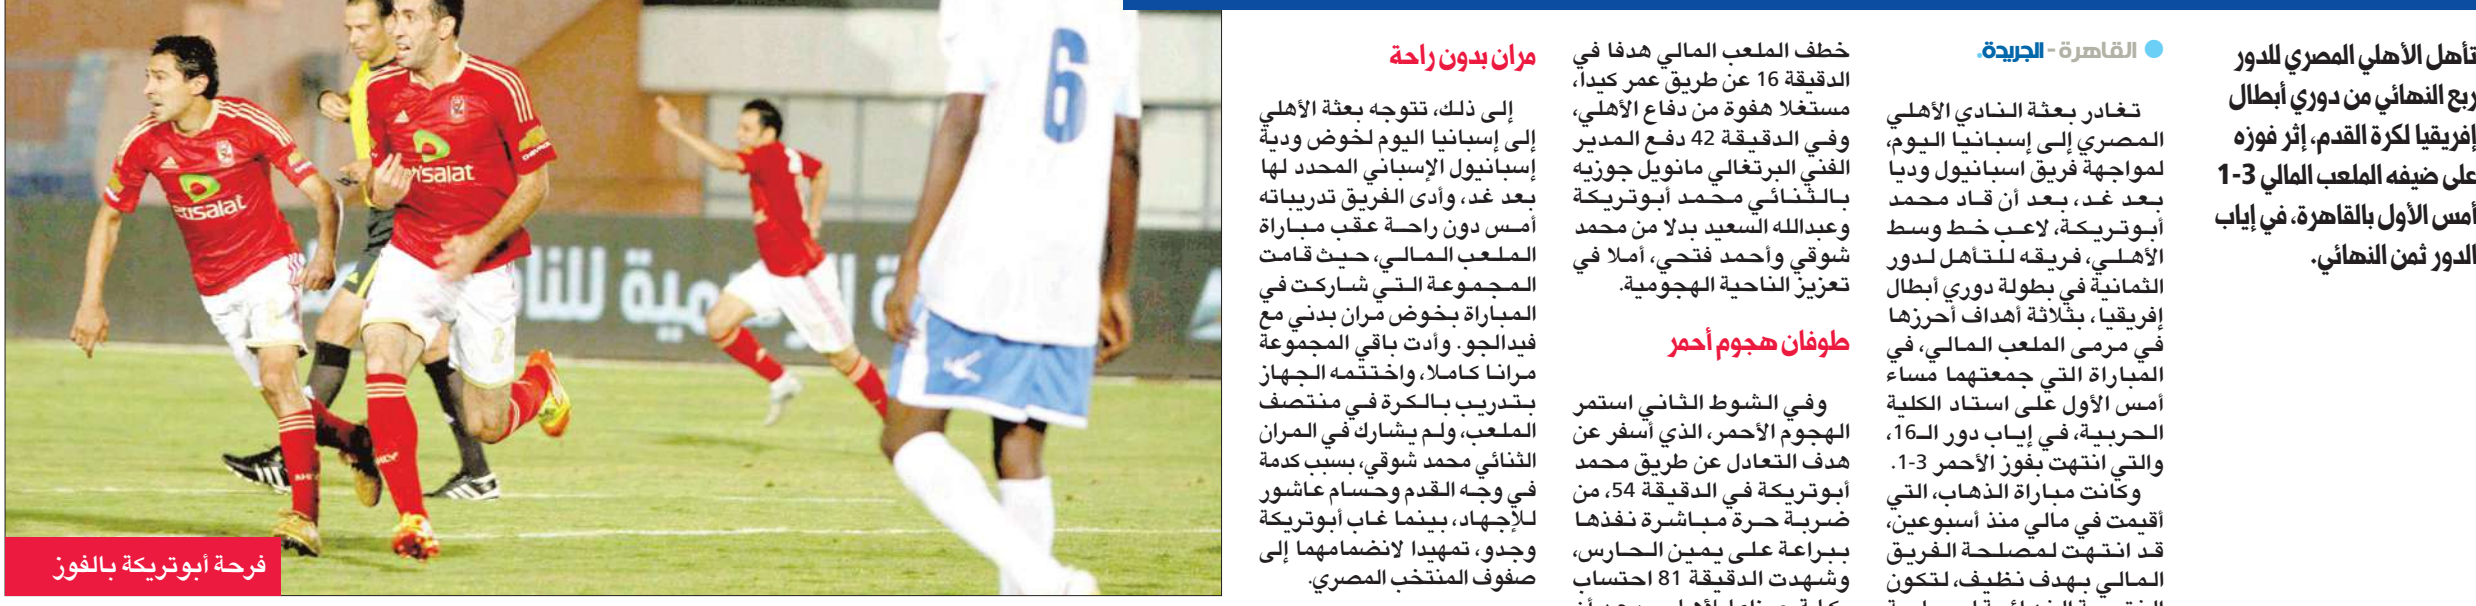 تأهل الأهلي المصري للدور
ربع النهائي من دوري أبطال
إفريقيا لكرة القدم، إثر فوزه
على ضيفه الملعب المالي 3-1
أمس الأول بالقاهرة، في إياب
الدور ثمن النهائي.
القاهرة - الجريدة.
تغادر بعثة النادي الأهلي
المصري إلى إسبانيا اليوم،
لمواجهة فريق اسبانيول وديا
بعد غد، بعد أن قاد محمد
أبوتريكة، لاعب خط وسط
الأهلي، فريقه للتأهل لدور
الثمانية في بطولة دوري أبطال
إفريقيا، بثلاثة أهداف أحرزها
في مرمى الملعب المالي، في
المباراة التي جمعتهما مساء
أمس الأول على استاد الكلية
الحربية، في إياب دور الـ16،
والتي انتهت بفوز الأحمر 3-1.
وكانت مباراة الذهاب، التي
أقيمت في مالي منذ أسبوعين،
قد انتهت لمصلحة الفريق
المالي بهدف نظيف، لتكون
خطف الملعب المالي هدفا في
الدقيقة 16 عن طريق عمر كيدا،
مستغلا هفوة من دفاع الأهلي،
وفي الدقيقة 42 دفع المدير
الفني البرتغالي مانويل جوزيه
بالثنائي محمد أبوتريكة
وعبدالله السعيد بدلا من محمد
شوقي وأحمد فتحي، أملا في
تعزيز الناحية الهجومية.
طوفان هجوم أحمر
وفي الشوط الثاني استمر
الهجوم الأحمر، الذي أسفر عن
هدف التعادل عن طريق محمد
أبوتريكة في الدقيقة 54، من
ضربة حرة مباشرة نفذها
ببراعة على يمين الحارس،
وشهدت الدقيقة 81 احتساب
مران بدون راحة
إلى ذلك، تتوجه بعثة الأهلي
إلى إسبانيا اليوم لخوض ودية
إسبانيول الإسباني المحدد لها
بعد غد، وأدى الفريق تدريباته
أمس دون راحة عقب مباراة
الملعب المالي، حيث قامت
المجموعة التي شاركت في
المباراة بخوض مران بدني مع
فيدالجو. وأدت باقي المجموعة
مرانا كاملا، واختتمه الجهاز
بتدريب بالكرة في منتصف
الملعب، ولم يشارك في المران
الثنائي محمد شوقي، بسبب كدمة
في وجه القدم وحسام عاشور
للإجهاد، بينما غاب أبوتريكة
وجدو، تمهيدا لانضمامهما إلى
صفوف المنتخب المصري.
6
etisalat
فرحة أبوتريكة بالفوز